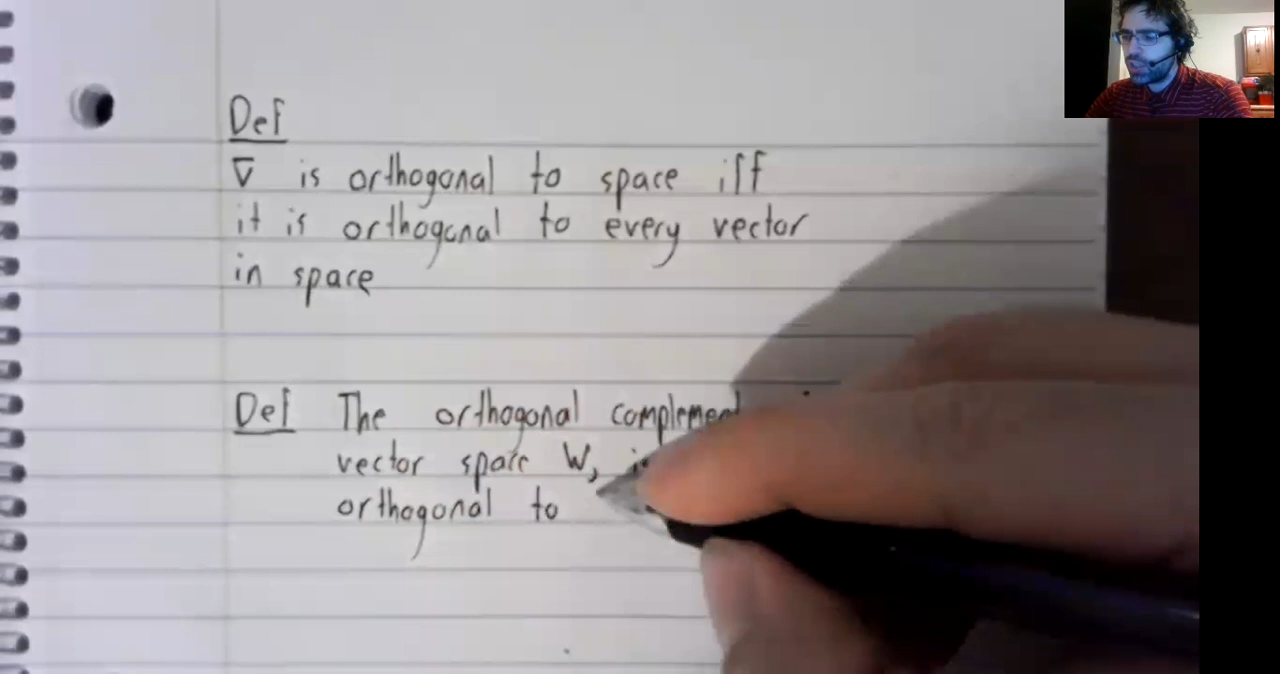 Def
v̅ is orthogonal to space iff
it is orthogonal to every vector
in space
Def The orthogonal
vector space W,
orthogonal to